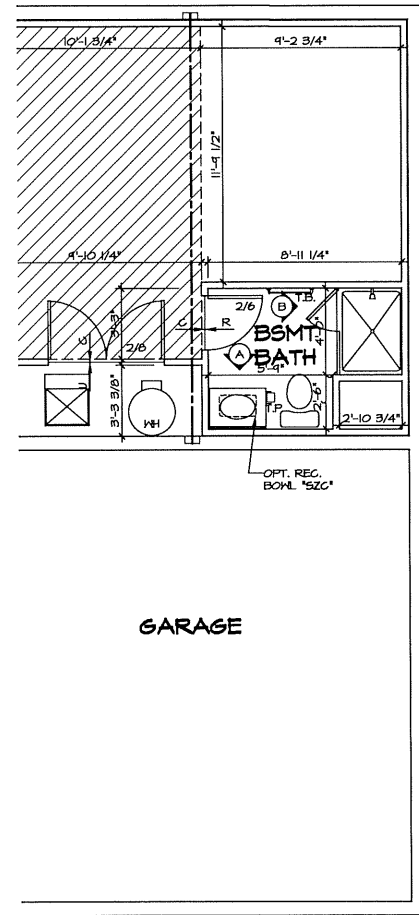 10'-1 3/4"
9'-2 3/4"
11'-9 1/2"
9'-10 1/4"
8'-11 1/4"
3'-3"
2/6
B
T.B.
C
R
BSMT
BATH
4'-0"
G
2/8
A
5'-9"
U
3'-3 3/8"
WH
T.P.
2'-6"
2'-10 3/4"
OPT. REC.
BOWL "SZC"
GARAGE